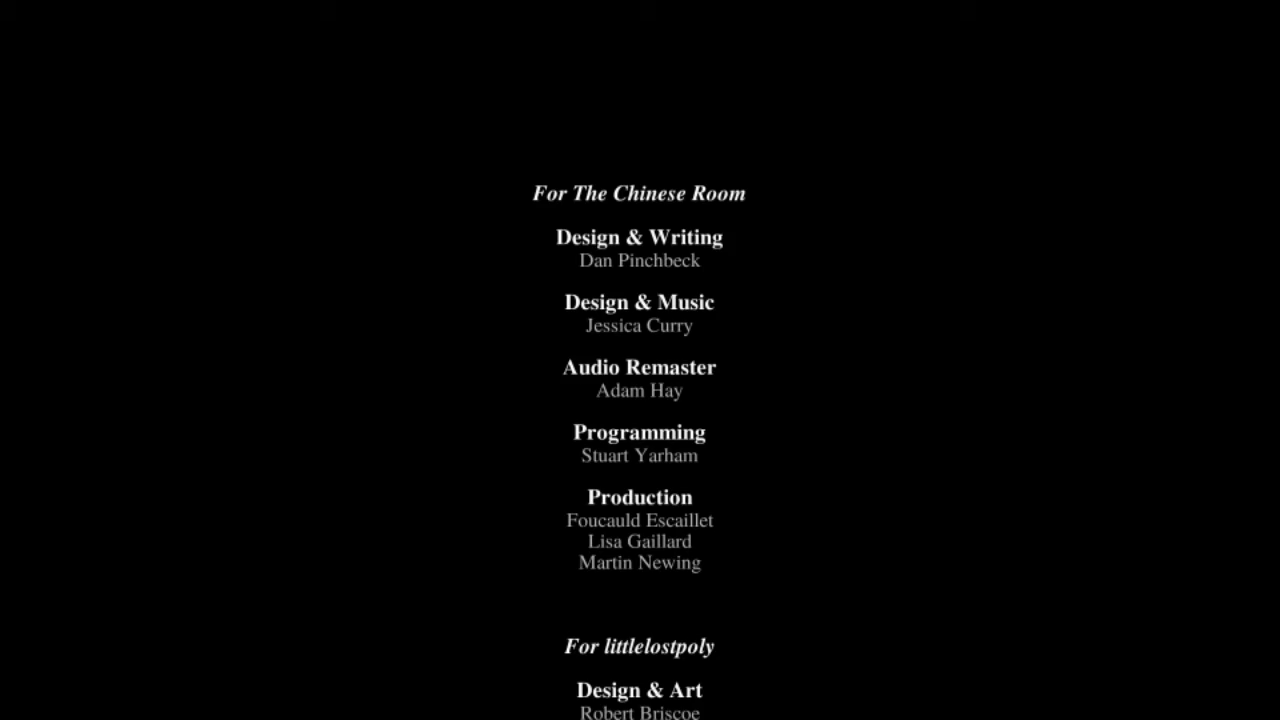 For The Chinese Room
Design & Writing
Dan Pinchbeck
Design & Music
Jessica Curry
Audio Remaster
Adam Hay
Programming
Stuart Yarham
Production
Foucauld Escaillet
Lisa Gaillard
Martin Newing
For littlelostpoly
Design & Art
Robert Briscoe